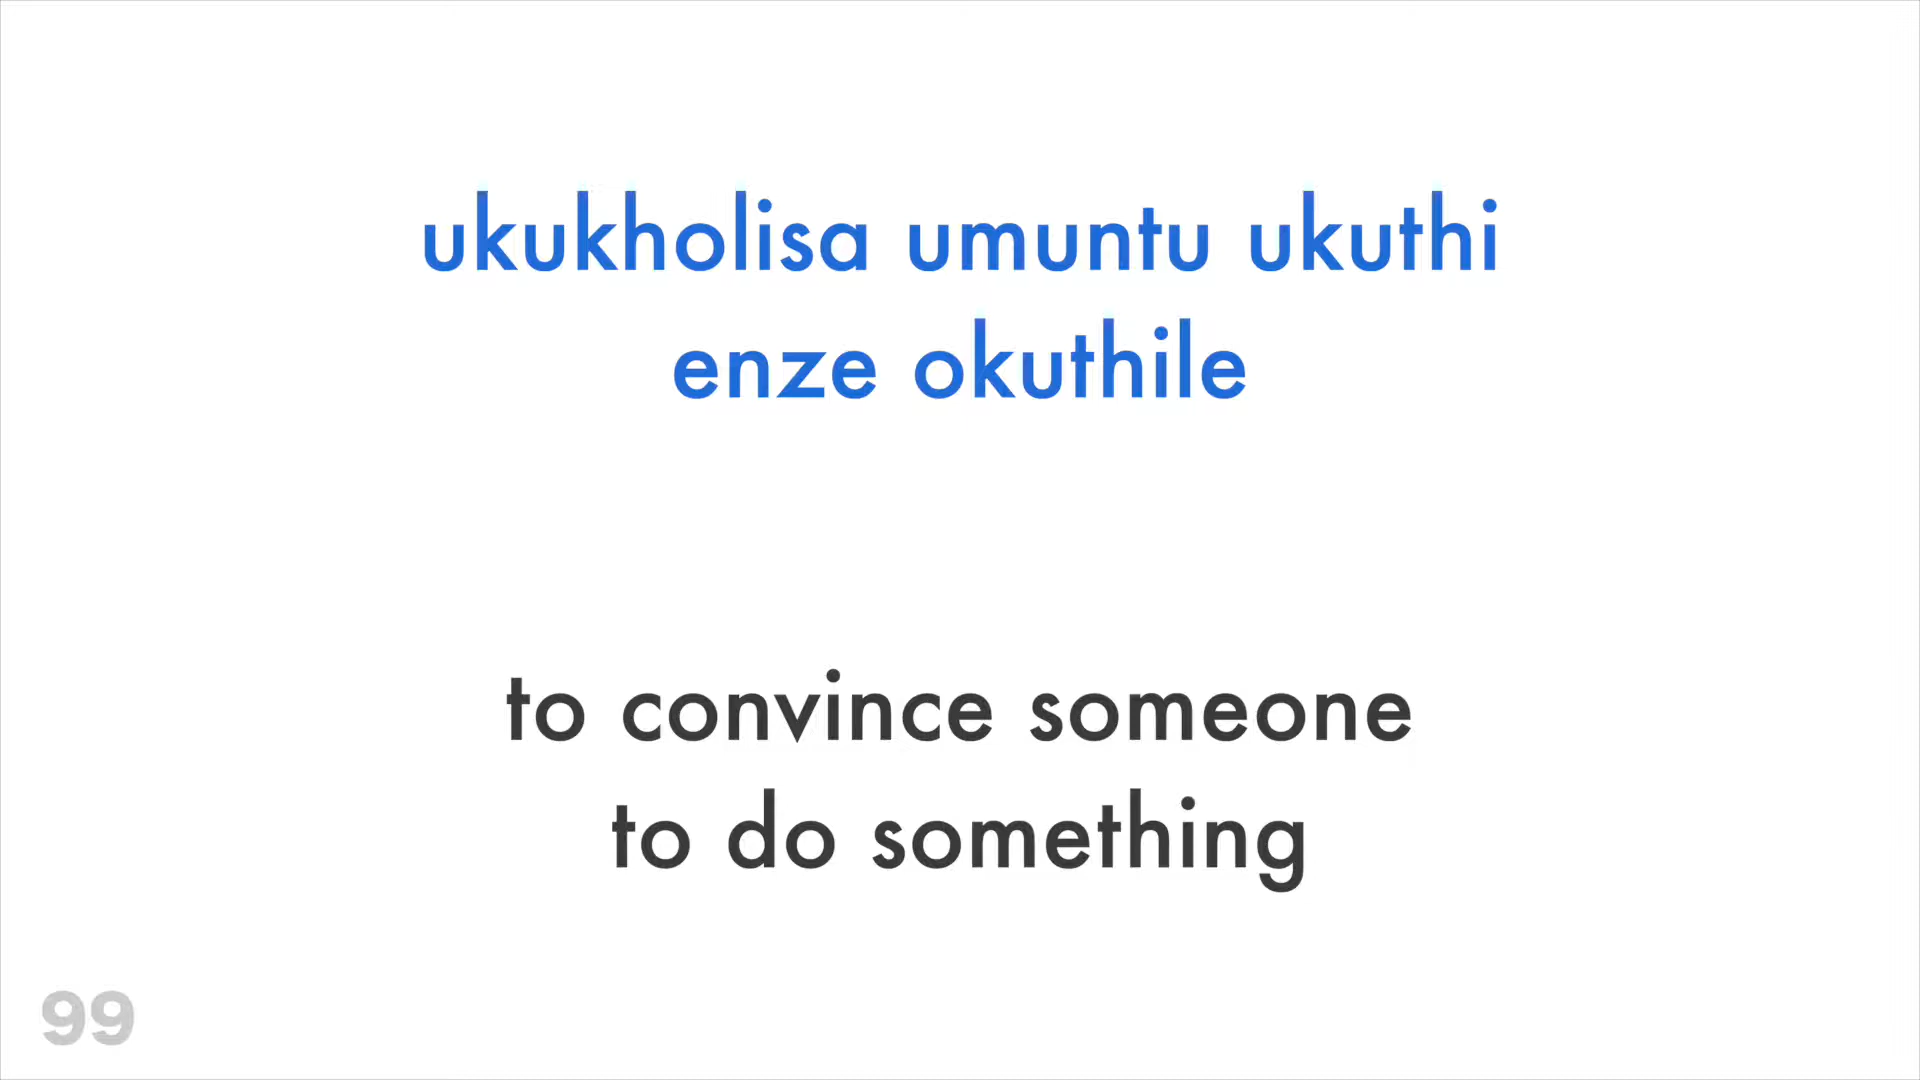 ukukholisa umuntu ukuthi
enze okuthile
to convince someone
to do something
99